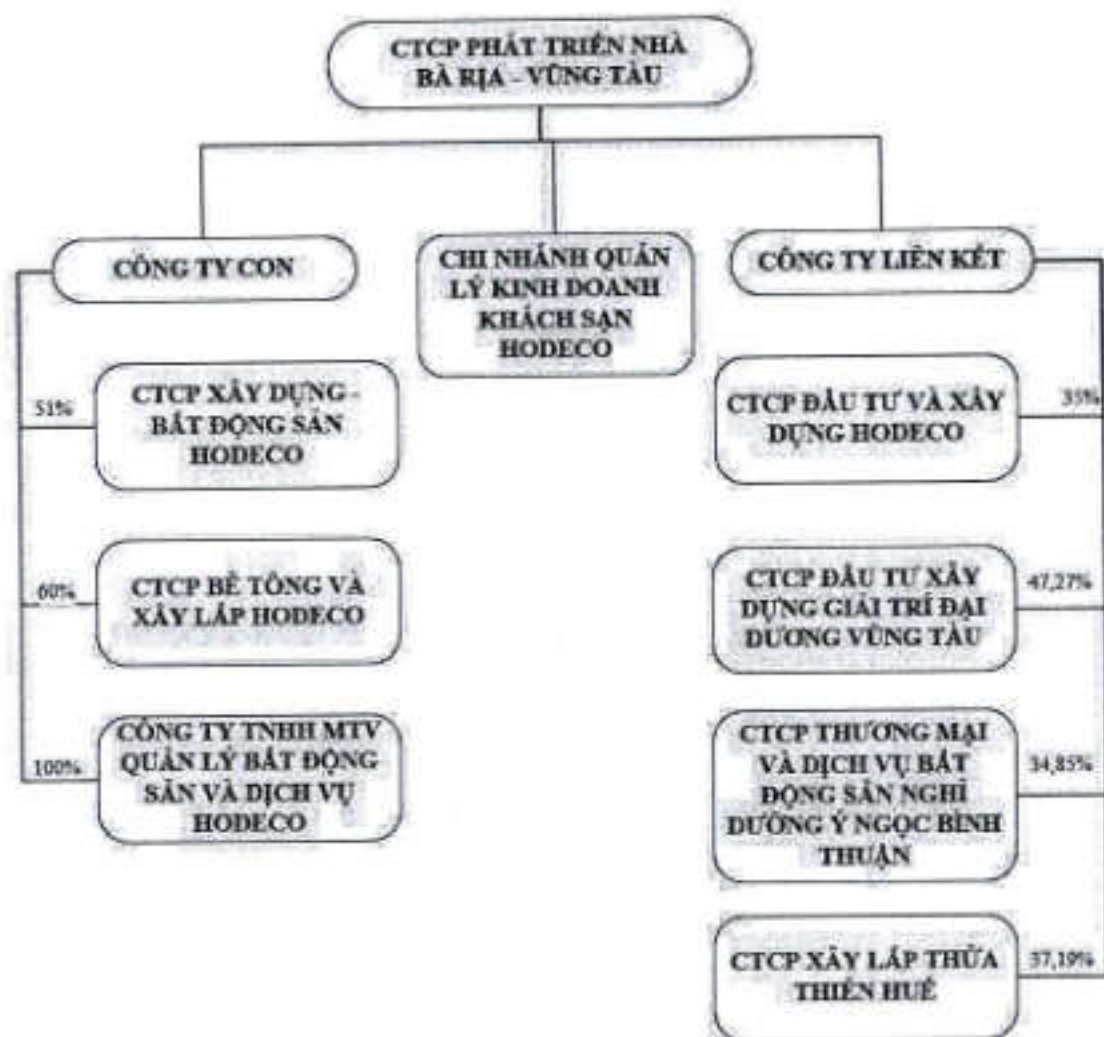 CTCP PHÁT TRIỂN NHÀ
BÀ RỊA - VŨNG TÀU
CÔNG TY CON
CHI NHÁNH QUẢN
LÝ KINH DOANH
KHÁCH SẠN
HODECO
CÔNG TY LIÊN KẾT
51%
CTCP XÂY DỰNG -
BẤT ĐỘNG SẢN
HODECO
60%
CTCP BÊ TÔNG VÀ
XÂY LẮP HODECO
100%
CÔNG TY TNHH MTV
QUẢN LÝ BẤT ĐỘNG
SẢN VÀ DỊCH VỤ
HODECO
CTCP ĐẦU TƯ VÀ XÂY
DỰNG HODECO
35%
CTCP ĐẦU TƯ XÂY
DỰNG GIẢI TRÍ ĐẠI
DƯƠNG VŨNG TÀU
47,27%
CTCP THƯƠNG MẠI
VÀ DỊCH VỤ BẤT
ĐỘNG SẢN NGHỈ
DƯỠNG Ý NGỌC BÌNH
THUẬN
34,85%
CTCP XÂY LẮP THỪA
THIÊN HUẾ
37,19%